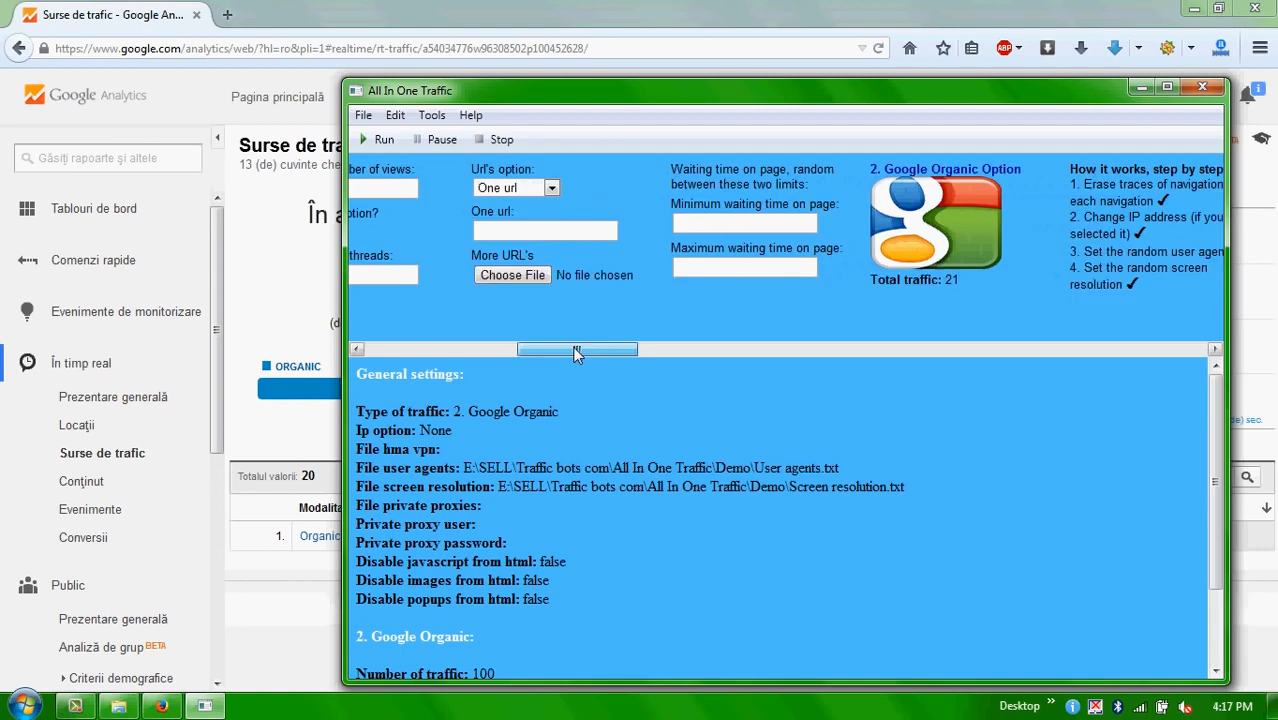 Surse de trafic - Google An...
https://www.google.com/analytics/web/?hl=ro&pli=1#realtime/rt-traffic/a54034776w96308502p100452628/
ABP
Google Analytics
Pagina principală
Găsiți rapoarte și altele
Tablouri de bord
Comenzi rapide
Evenimente de monitorizare
În timp real
Prezentare generală
Locații
Surse de trafic
Conținut
Evenimente
Conversii
Public
Prezentare generală
Analiză de grup BETA
Criterii demografice
Surse de tra
13 (de) cuvinte che
În a
(d
ORGANIC
Totalul valorii: 20
Modalita
1. Organic
(de) sec.
All In One Traffic
File Edit Tools Help
Run Pause Stop
ber of views:
ption?
threads:
Url's option:
One url
One url:
More URL's
Choose File No file chosen
Waiting time on page, random
between these two limits:
Minimum waiting time on page:
Maximum waiting time on page:
2. Google Organic Option
Total traffic: 21
How it works, step by step
1. Erase traces of navigation
each navigation ✔
2. Change IP address (if you
selected it) ✔
3. Set the random user agen
4. Set the random screen
resolution ✔
General settings:
Type of traffic: 2. Google Organic
Ip option: None
File hma vpn:
File user agents: E:\SELL\Traffic bots com\All In One Traffic\Demo\User agents.txt
File screen resolution: E:\SELL\Traffic bots com\All In One Traffic\Demo\Screen resolution.txt
File private proxies:
Private proxy user:
Private proxy password:
Disable javascript from html: false
Disable images from html: false
Disable popups from html: false
2. Google Organic:
Number of traffic: 100
Desktop
4:17 PM